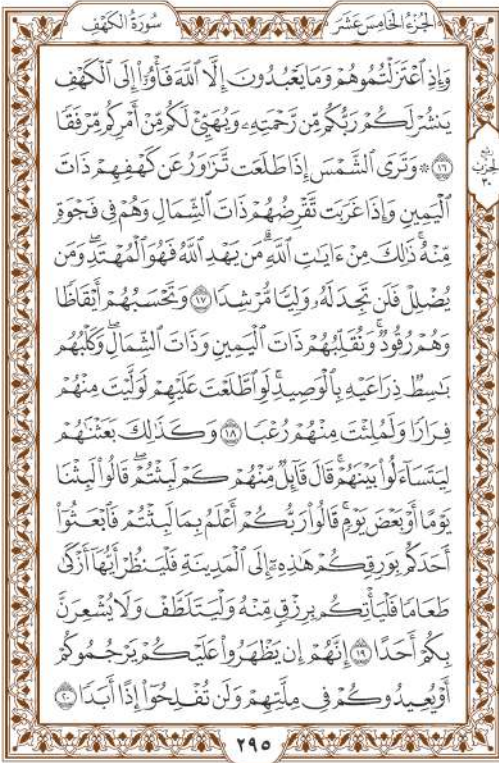 الجزء الخامس عشر
سورة الكهف
وَإِذِ ٱعۡتَزَلۡتُمُوهُمۡ وَمَا يَعۡبُدُونَ إِلَّا ٱللَّهَ فَأۡوُۥٓاْ إِلَى ٱلۡكَهۡفِ
يَنشُرۡ لَكُمۡ رَبُّكُم مِّن رَّحۡمَتِهِۦ وَيُهَيِّئۡ لَكُم مِّنۡ أَمۡرِكُم مِّرۡفَقٗا
١٦ ۞ وَتَرَى ٱلشَّمۡسَ إِذَا طَلَعَت تَّزَٰوَرُ عَن كَهۡفِهِمۡ ذَاتَ
ربع الحزب ٣٠
ٱلۡيَمِينِ وَإِذَا غَرَبَت تَّقۡرِضُهُمۡ ذَاتَ ٱلشِّمَالِ وَهُمۡ فِي فَجۡوَةٖ
مِّنۡهُۚ ذَٰلِكَ مِنۡ ءَايَٰتِ ٱللَّهِۗ مَن يَهۡدِ ٱللَّهُ فَهُوَ ٱلۡمُهۡتَدِۖ وَمَن
يُضۡلِلۡ فَلَن تَجِدَ لَهُۥ وَلِيّٗا مُّرۡشِدٗا ١٧ وَتَحۡسَبُهُمۡ أَيۡقَاظٗا
وَهُمۡ رُقُودٞۚ وَنُقَلِّبُهُمۡ ذَاتَ ٱلۡيَمِينِ وَذَاتَ ٱلشِّمَالِۖ وَكَلۡبُهُم
بَٰسِطٞ ذِرَاعَيۡهِ بِٱلۡوَصِيدِۚ لَوِ ٱطَّلَعۡتَ عَلَيۡهِمۡ لَوَلَّيۡتَ مِنۡهُمۡ
فِرَارٗا وَلَمُلِئۡتَ مِنۡهُمۡ رُعۡبٗا ١٨ وَكَذَٰلِكَ بَعَثۡنَٰهُمۡ
لِيَتَسَآءَلُواْ بَيۡنَهُمۡۚ قَالَ قَآئِلٞ مِّنۡهُمۡ كَمۡ لَبِثۡتُمۡۖ قَالُواْ لَبِثۡنَا
يَوۡمًا أَوۡ بَعۡضَ يَوۡمٖۚ قَالُواْ رَبُّكُمۡ أَعۡلَمُ بِمَا لَبِثۡتُمۡ فَٱبۡعَثُوٓاْ
أَحَدَكُم بِوَرِقِكُمۡ هَٰذِهِۦٓ إِلَى ٱلۡمَدِينَةِ فَلۡيَنظُرۡ أَيُّهَآ أَزۡكَىٰ
طَعَامٗا فَلۡيَأۡتِكُم بِرِزۡقٖ مِّنۡهُ وَلۡيَتَلَطَّفۡ وَلَا يُشۡعِرَنَّ
بِكُمۡ أَحَدًا ١٩ إِنَّهُمۡ إِن يَظۡهَرُواْ عَلَيۡكُمۡ يَرۡجُمُوكُمۡ
أَوۡ يُعِيدُوكُمۡ فِي مِلَّتِهِمۡ وَلَن تُفۡلِحُوٓاْ إِذًا أَبَدٗا ٢٠
٢٩٥